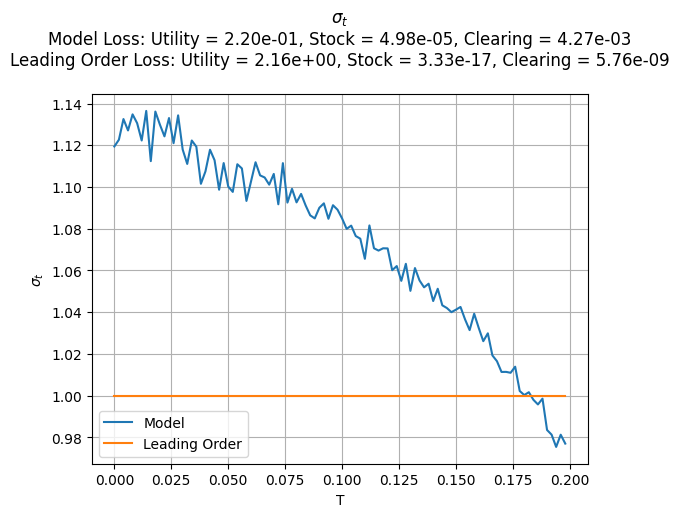 σt
Model Loss: Utility = 2.20e-01, Stock = 4.98e-05, Clearing = 4.27e-03
Leading Order Loss: Utility = 2.16e+00, Stock = 3.33e-17, Clearing = 5.76e-09
1.14
1.12
1.10
1.08
1.06
1.04
1.02
1.00
0.98
σt
Model
Leading Order
0.000 0.025 0.050 0.075 0.100 0.125 0.150 0.175 0.200
T